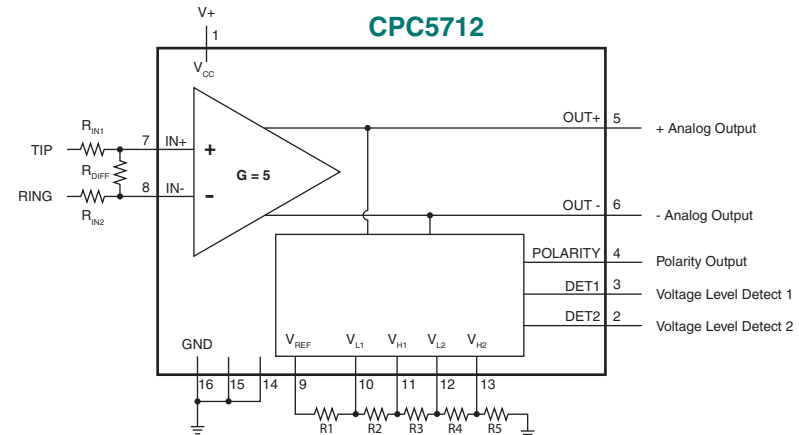 V+
CPC5712
1
VCC
RIN1
TIP
7
IN+
+
OUT+
5
+ Analog Output
RDIFF
G = 5
RING
8
IN-
-
RIN2
OUT -
6
- Analog Output
POLARITY
4
Polarity Output
DET1
3
Voltage Level Detect 1
DET2
2
Voltage Level Detect 2
GND
VREF
VL1
VH1
VL2
VH2
16
15
14
9
10
11
12
13
R1
R2
R3
R4
R5